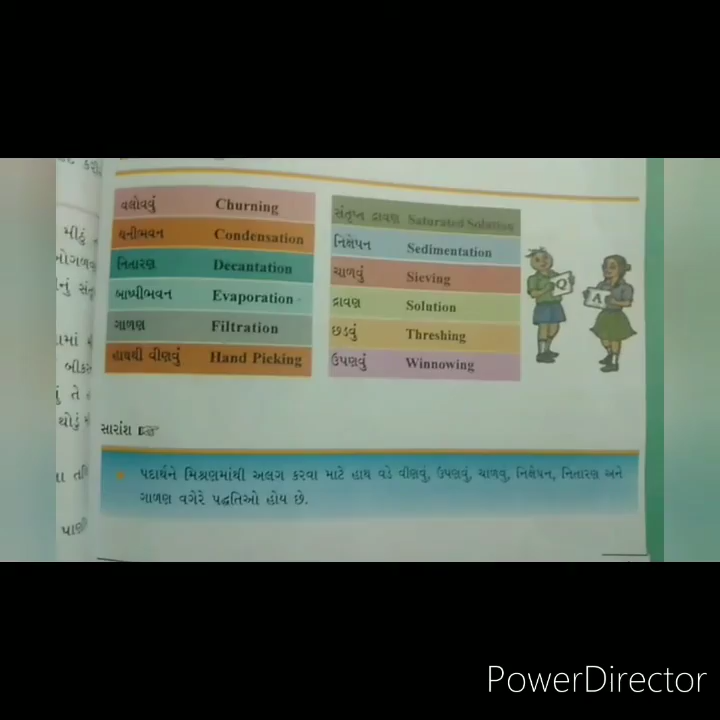 વલોવવું Churning
ઘનીભવન Condensation
નિતારણ Decantation
બાષ્પીભવન Evaporation
ગાળણ Filtration
હાથથી વીણવું Hand Picking
સંતૃપ્ત દ્રાવણ Saturated Solution
નિક્ષેપન Sedimentation
ચાળવું Sieving
દ્રાવણ Solution
છડવું Threshing
ઉપણવું Winnowing
Q
A
સારાંશ
પદાર્થને મિશ્રણમાંથી અલગ કરવા માટે હાથ વડે વીણવું, ઉપણવું, ચાળવુ, નિક્ષેપન, નિતારણ અને
ગાળણ વગેરે પદ્ધતિઓ હોય છે.
મીઠું
તે
થોડું
PowerDirector